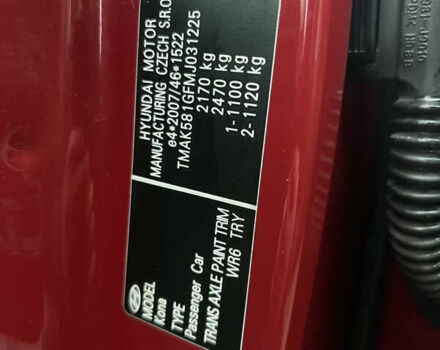 HYUNDAI MOTOR
MANUFACTURING CZECH S.R.O
e4*2007/46*1522
TMAK581GFMJ031225
2170 kg
2470 kg
1-1100 kg
2-1120 kg
MODEL
Kona
TYPE
Passenger Car
TRANS AXLE PAINT TRIM
WR6 TRY